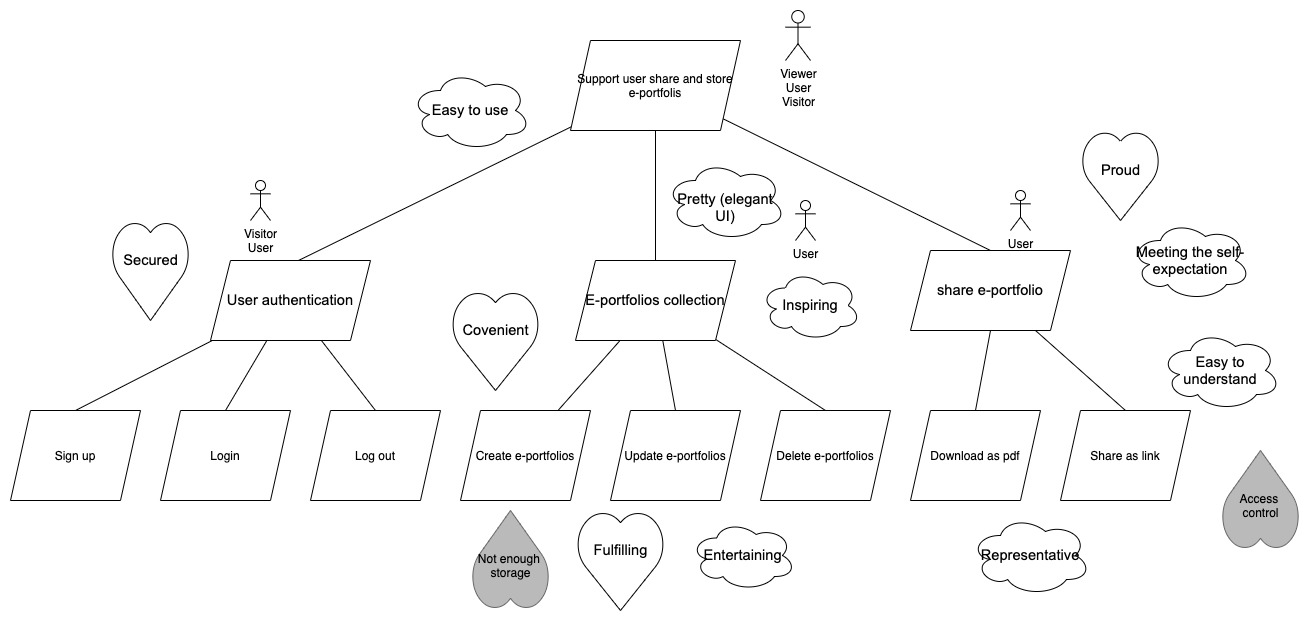 Viewer
User
Visitor
Support user share and store
e-portfolis
Easy to use
Proud
Pretty (elegant
UI)
Visitor
User
User
User
Meeting the self-
expectation
Secured
User authentication
E-portfolios collection
Inspiring
share e-portfolio
Covenient
Easy to
understand
Sign up
Login
Log out
Create e-portfolios
Update e-portfolios
Delete e-portfolios
Download as pdf
Share as link
Access
control
Not enough
storage
Fulfilling
Entertaining
Representative